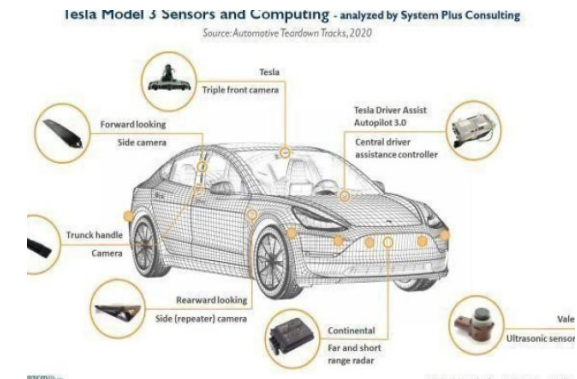 Tesla Model 3 Sensors and Computing - analyzed by System Plus Consulting
Source: Automotive Teardown Tracks, 2020
Tesla
Triple front camera
Forward looking
Side camera
Tesla Driver Assist
Autopilot 3.0
Central driver
assistance controller
Trunck handle
Camera
Rearward looking
Side (repeater) camera
Continental
Far and short
range radar
Vale
Ultrasonic sensor